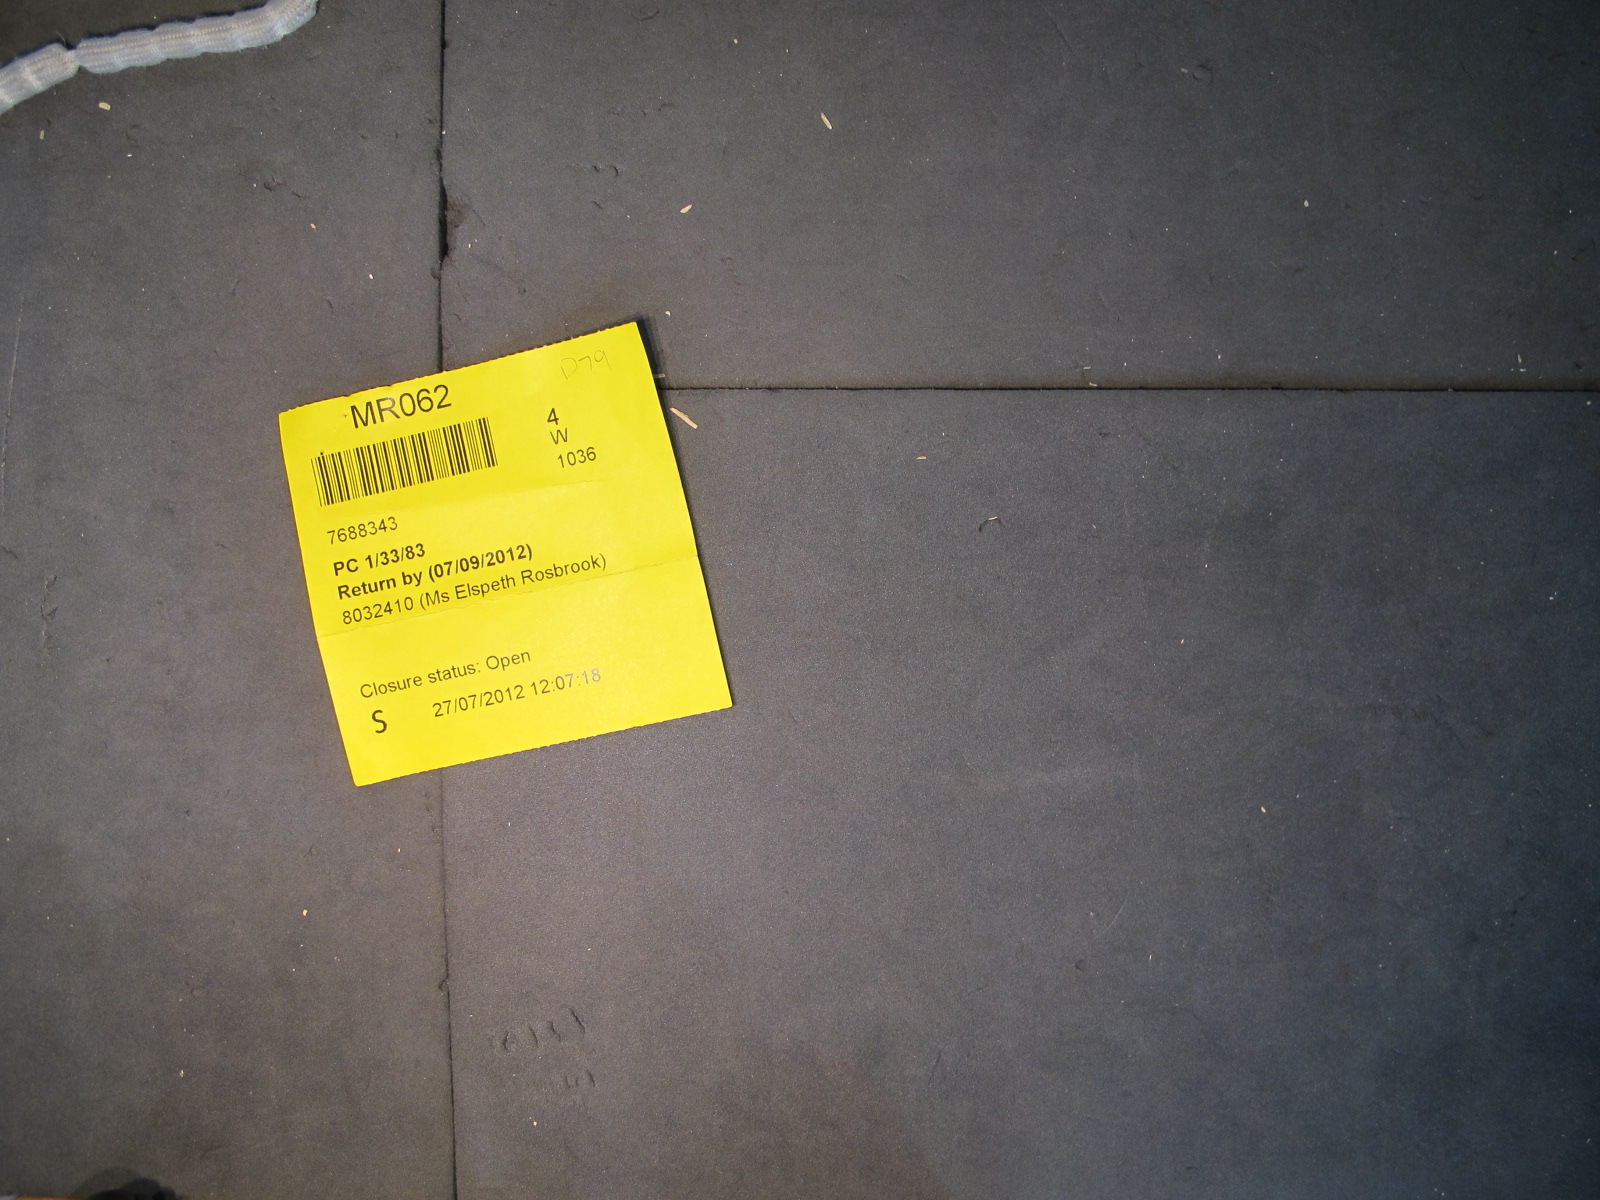 D79
MR062
4
W
1036
7688343
PC 1/33/83
Return by (07/09/2012)
8032410 (Ms Elspeth Rosbrook)
Closure status: Open
S 27/07/2012 12:07:18